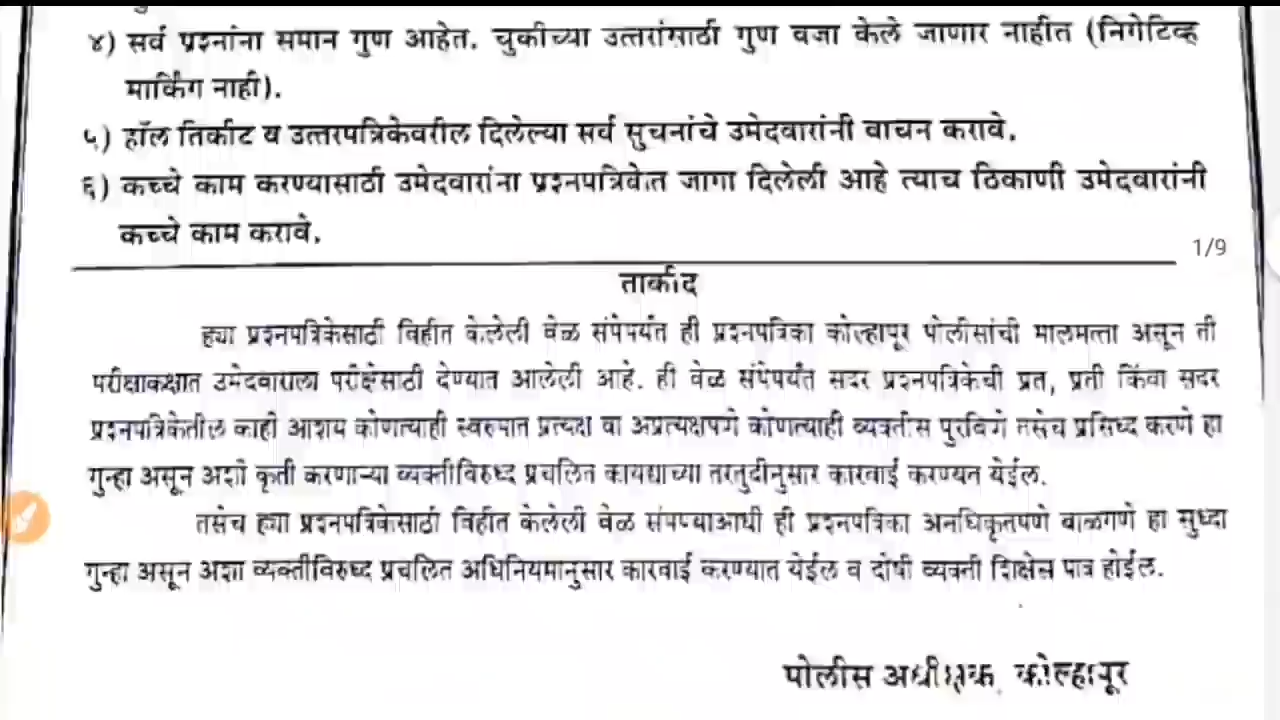 ४) सर्व प्रश्नांना समान गुण आहेत. चुकीच्या उत्तरांसाठी गुण वजा केले जाणार नाहीत (निगेटिव्ह
मार्किंग नाही).
५) हॉल तिकीट व उत्तरपत्रिकेवरील दिलेल्या सर्व सुचनांचे उमेदवारांनी वाचन करावे.
६) कच्चे काम करण्यासाठी उमेदवारांना प्रश्नपत्रिकेत जागा दिलेली आहे त्याच ठिकाणी उमेदवारांनी
कच्चे काम करावे.
1/9
ताकीद
ह्या प्रश्नपत्रिकेसाठी विहीत केलेली वेळ संपेपर्यंत ही प्रश्नपत्रिका कोल्हापूर पोलीसांची मालमत्ता असून ती
परीक्षाकक्षात उमेदवाराला परीक्षेसाठी देण्यात आलेली आहे. ही वेळ संपेपर्यंत सदर प्रश्नपत्रिकेची प्रत, प्रती किंवा सदर
प्रश्नपत्रिकेतील काही आशय कोणत्याही स्वरुपात प्रत्यक्ष वा अप्रत्यक्षपणे कोणत्याही व्यक्तीस पुरविणे तसेच प्रसिध्द करणे हा
गुन्हा असून अशी कृती करणाऱ्या व्यक्तीविरुध्द प्रचलित कायद्याच्या तरतुदीनुसार कारवाई करण्यत येईल.
तसेच ह्या प्रश्नपत्रिकेसाठी विहीत केलेली वेळ संपण्याआधी ही प्रश्नपत्रिका अनधिकृतपणे बाळगणे हा सुध्दा
गुन्हा असून अशा व्यक्तीविरुध्द प्रचलित अधिनियमानुसार कारवाई करण्यात येईल व दोषी व्यक्ती शिक्षेस पात्र होईल.
पोलीस अधीक्षक, कोल्हापूर